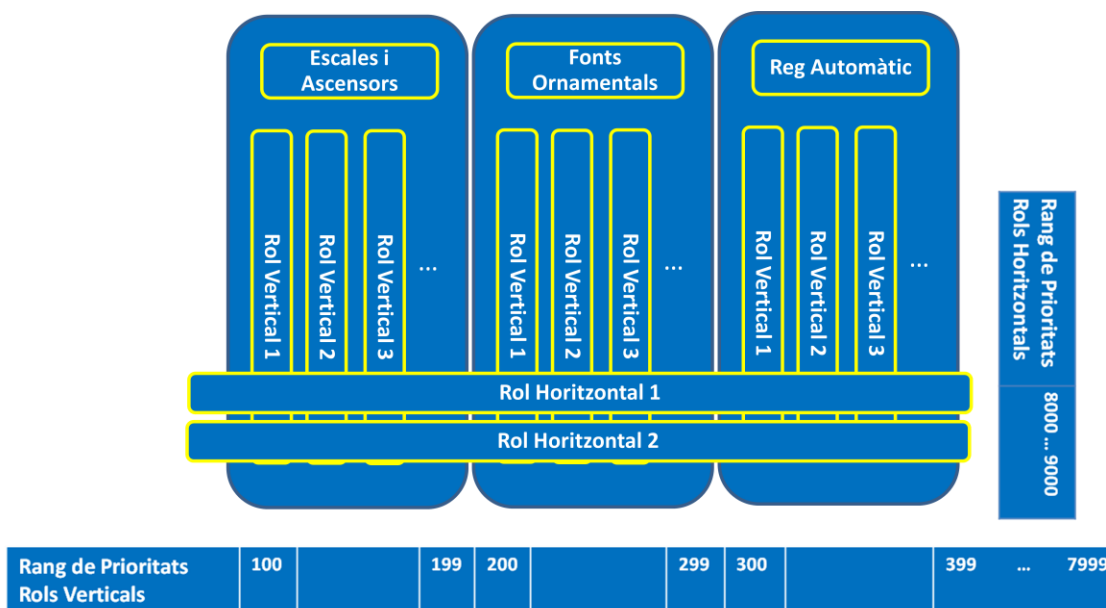 Escales i
Ascensors
Fonts
Ornamentals
Reg Automàtic
Rol Vertical 1
Rol Vertical 2
Rol Vertical 3
...
Rol Vertical 1
Rol Vertical 2
Rol Vertical 3
...
Rol Vertical 1
Rol Vertical 2
Rol Vertical 3
...
Rol Horitzontal 1
Rol Horitzontal 2
Rang de Prioritats
Rols Horitzontals
8000 ... 9000
Rang de Prioritats
Rols Verticals
100
199
200
299
300
399
...
7999